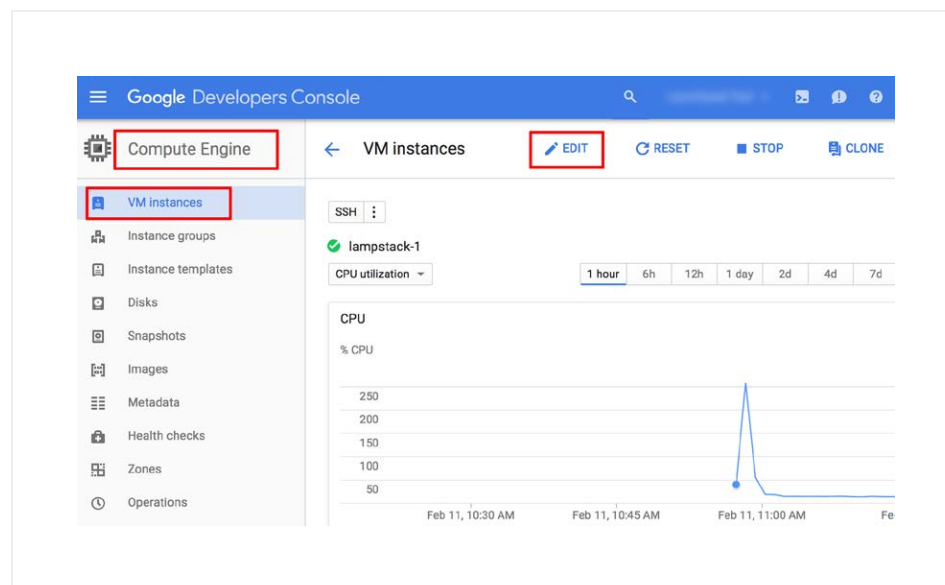 Google Developers Console
Compute Engine
VM instances
EDIT
RESET
STOP
CLONE
VM instances
Instance groups
Instance templates
Disks
Snapshots
Images
Metadata
Health checks
Zones
Operations
SSH
lampstack-1
CPU utilization
1 hour 6h 12h 1 day 2d 4d 7d
CPU
% CPU
250
200
150
100
50
Feb 11, 10:30 AM Feb 11, 10:45 AM Feb 11, 11:00 AM Fe